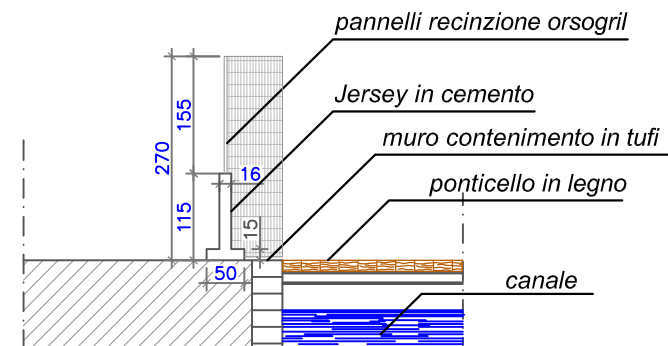 pannelli recinzione orsogril
Jersey in cemento
muro contenimento in tufi
ponticello in legno
canale
270
155
115
16
15
50